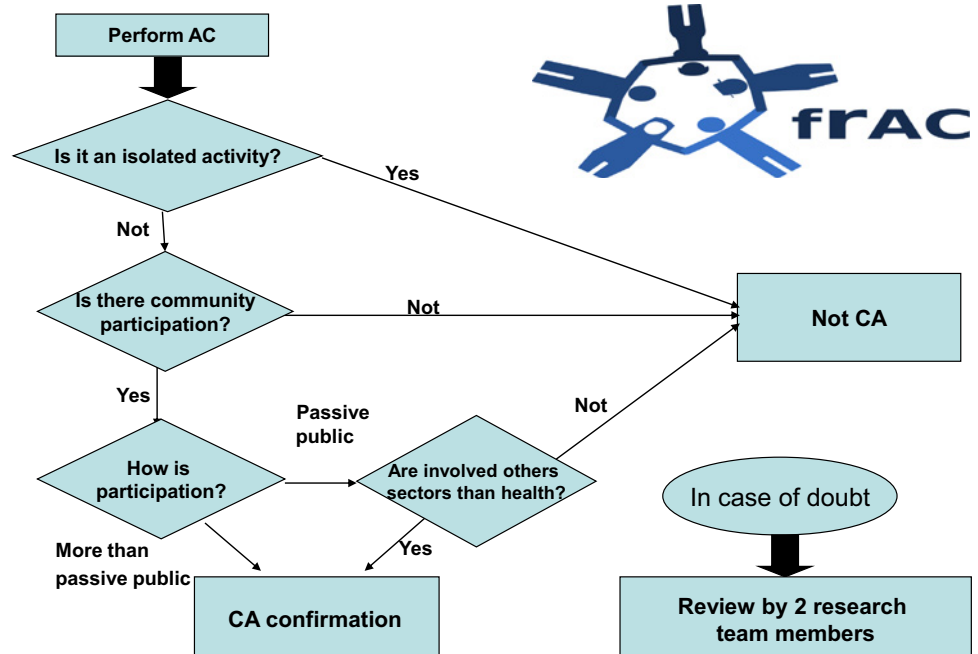 Perform AC
frAC
Is it an isolated activity?
Yes
Not
Is there community
participation?
Not
Not CA
Yes
Not
Passive
public
How is
participation?
Are involved others
sectors than health?
In case of doubt
More than
passive public
Yes
CA confirmation
Review by 2 research
team members